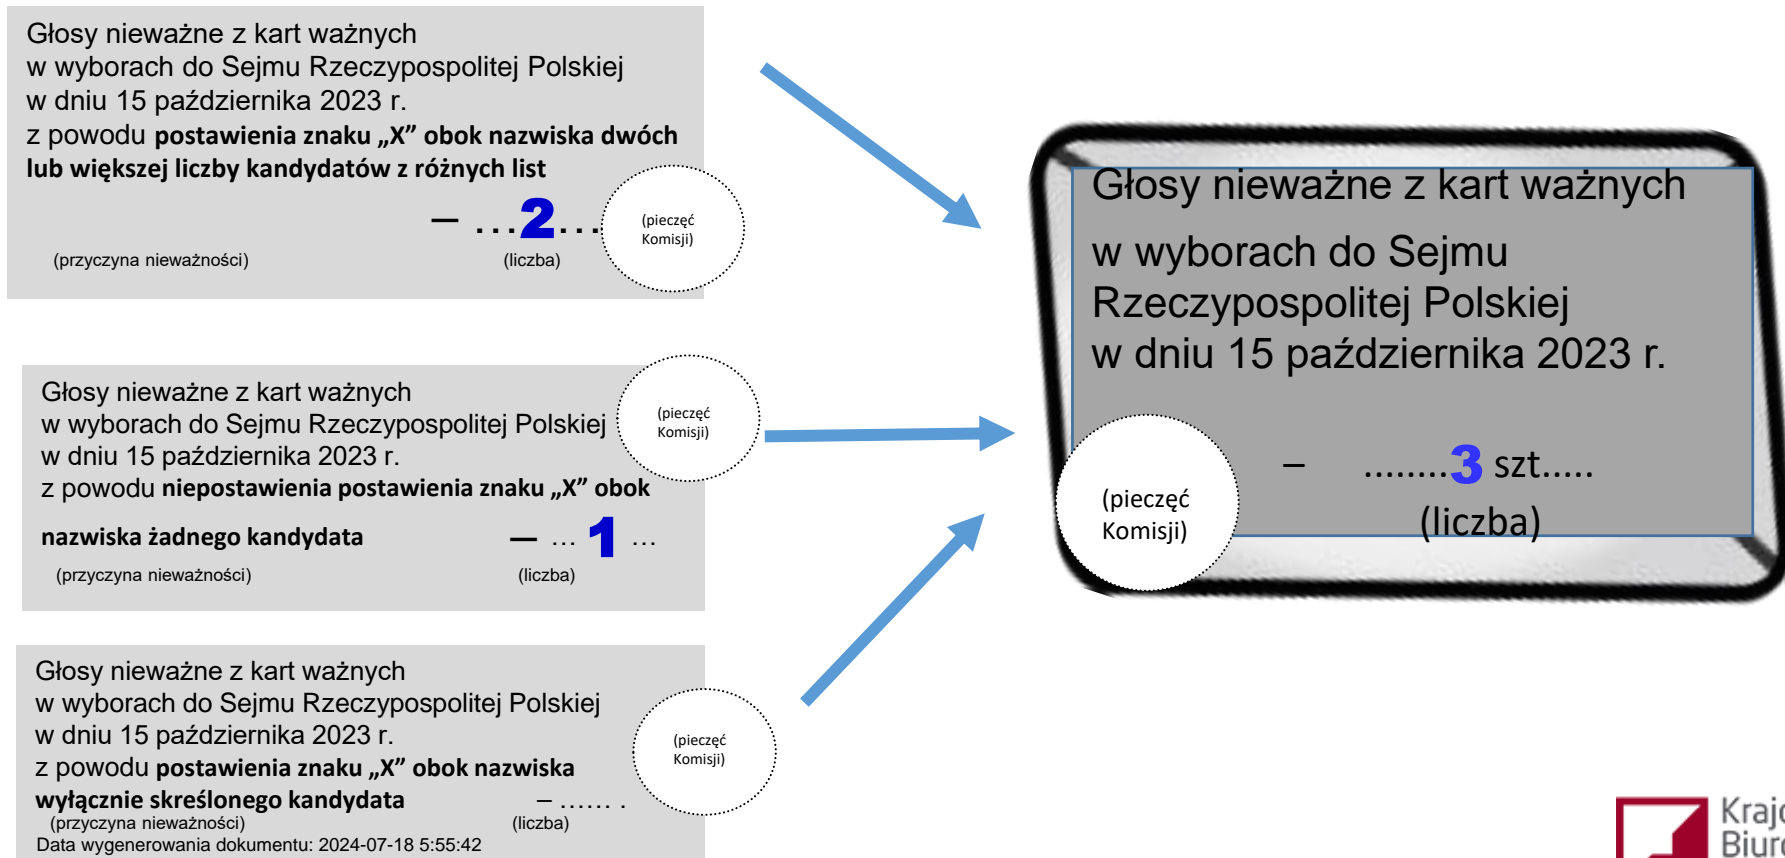 Głosy nieważne z kart ważnych
w wyborach do Sejmu Rzeczypospolitej Polskiej
w dniu 15 października 2023 r.
z powodu postawienia znaku „X” obok nazwiska dwóch
lub większej liczby kandydatów z różnych list
– ...2...
(pieczęć
Komisji)
(przyczyna nieważności) (liczba)
Głosy nieważne z kart ważnych
w wyborach do Sejmu Rzeczypospolitej Polskiej
w dniu 15 października 2023 r.
z powodu niepostawienia postawienia znaku „X” obok
nazwiska żadnego kandydata – ... 1 ...
(pieczęć
Komisji)
(przyczyna nieważności) (liczba)
Głosy nieważne z kart ważnych
w wyborach do Sejmu Rzeczypospolitej Polskiej
w dniu 15 października 2023 r.
z powodu postawienia znaku „X” obok nazwiska
wyłącznie skreślonego kandydata – ...... .
(pieczęć
Komisji)
(przyczyna nieważności) (liczba)
Data wygenerowania dokumentu: 2024-07-18 5:55:42
Głosy nieważne z kart ważnych
w wyborach do Sejmu
Rzeczypospolitej Polskiej
w dniu 15 października 2023 r.
– ........3 szt.....
(liczba)
(pieczęć
Komisji)